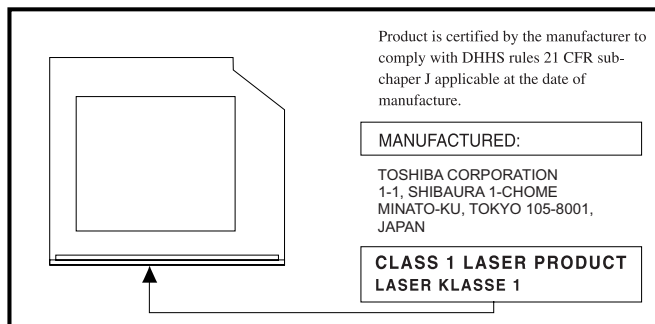 Product is certified by the manufacturer to
comply with DHHS rules 21 CFR sub-
chaper J applicable at the date of
manufacture.
MANUFACTURED:
TOSHIBA CORPORATION
1-1, SHIBAURA 1-CHOME
MINATO-KU, TOKYO 105-8001,
JAPAN
CLASS 1 LASER PRODUCT
LASER KLASSE 1